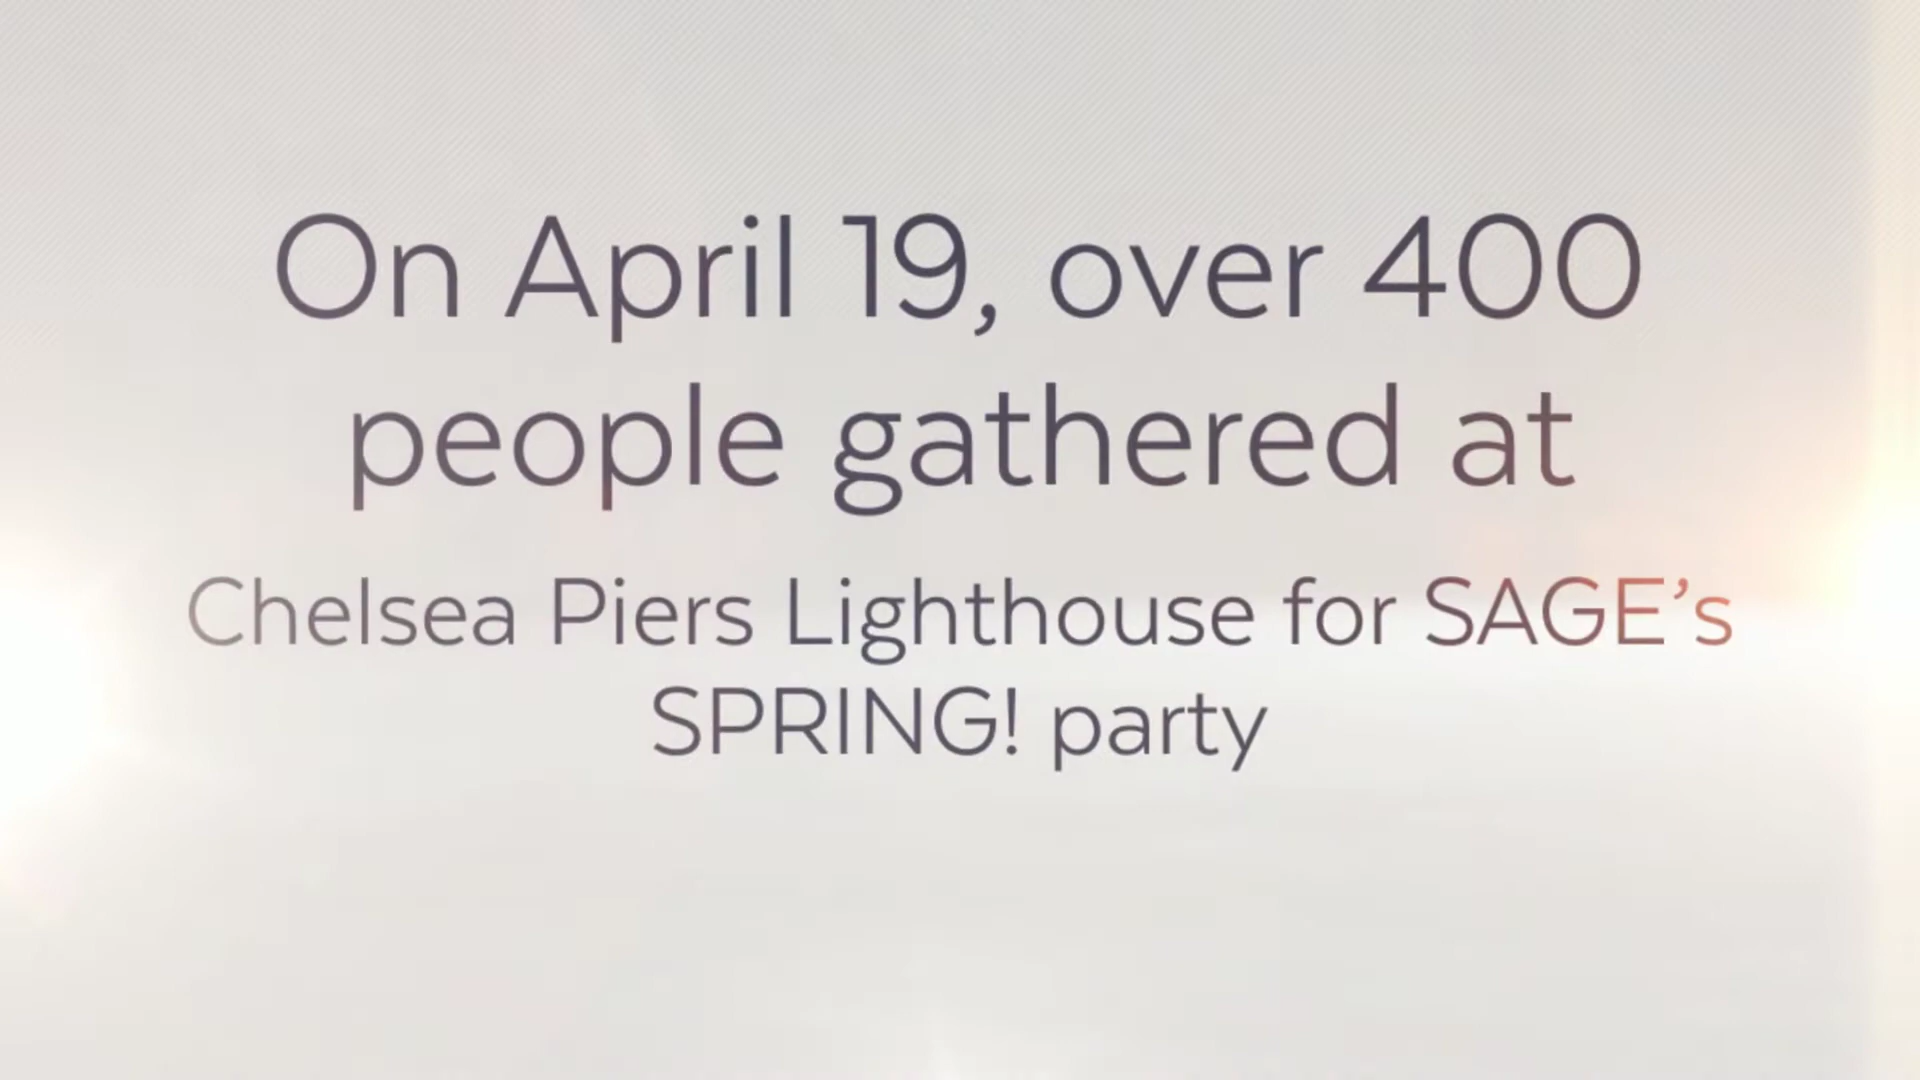 On April 19, over 400
people gathered at
Chelsea Piers Lighthouse for SAGE’s
SPRING! party